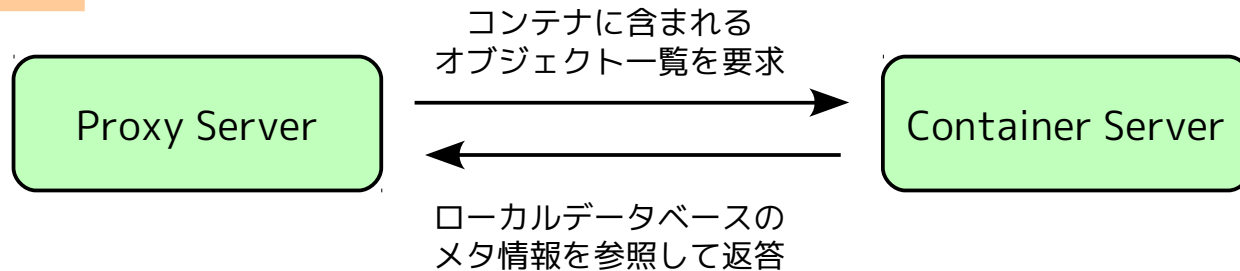 コンテナに含まれる
オブジェクト一覧を要求
Proxy Server
Container Server
ローカルデータベースの
メタ情報を参照して返答